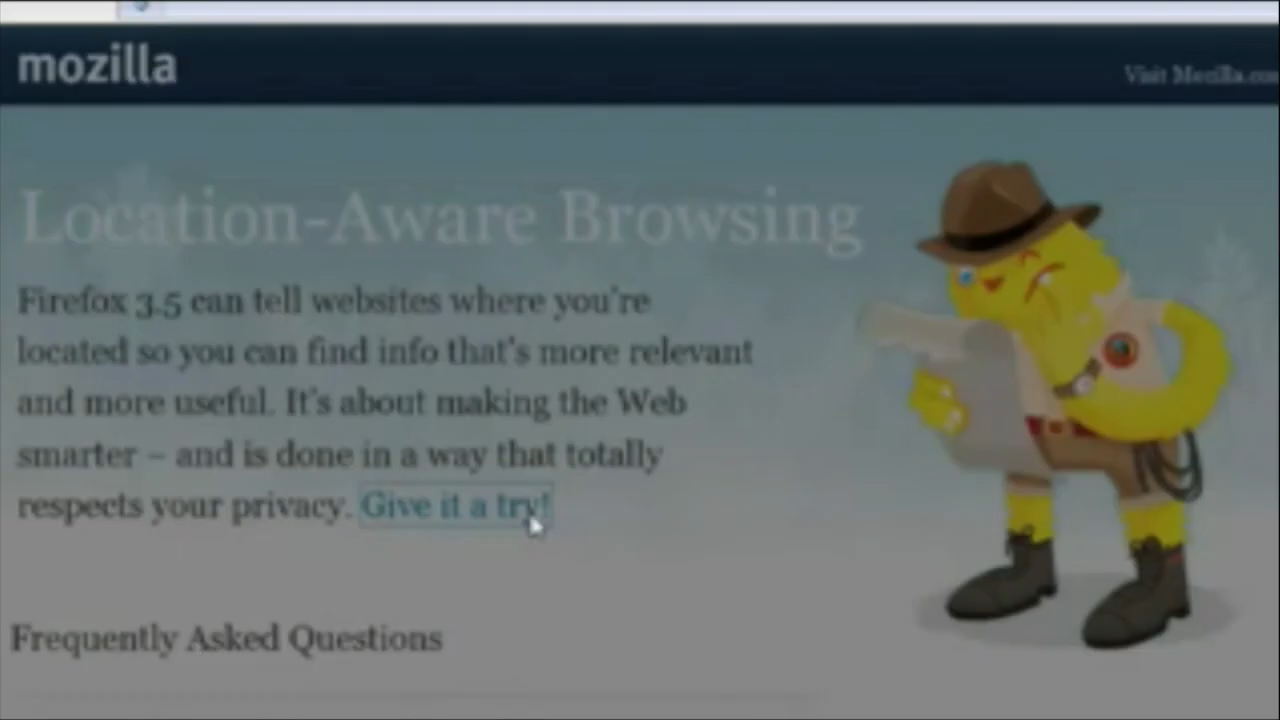 mozilla
Visit Mozilla.com
Location-Aware Browsing
Firefox 3.5 can tell websites where you're
located so you can find info that's more relevant
and more useful. It's about making the Web
smarter – and is done in a way that totally
respects your privacy. Give it a try!
Frequently Asked Questions